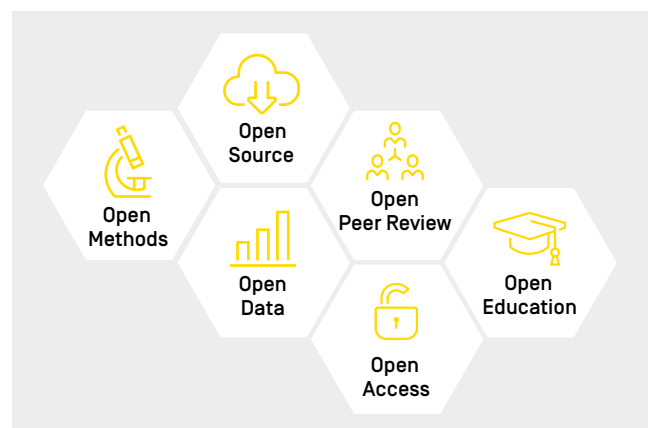 Open
Source
Open
Methods
Open
Peer Review
Open
Data
Open
Education
Open
Access